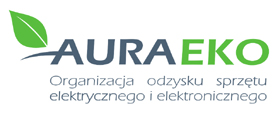 AURAEKO
Organizacja odzysku sprzętu
elektrycznego i elektronicznego